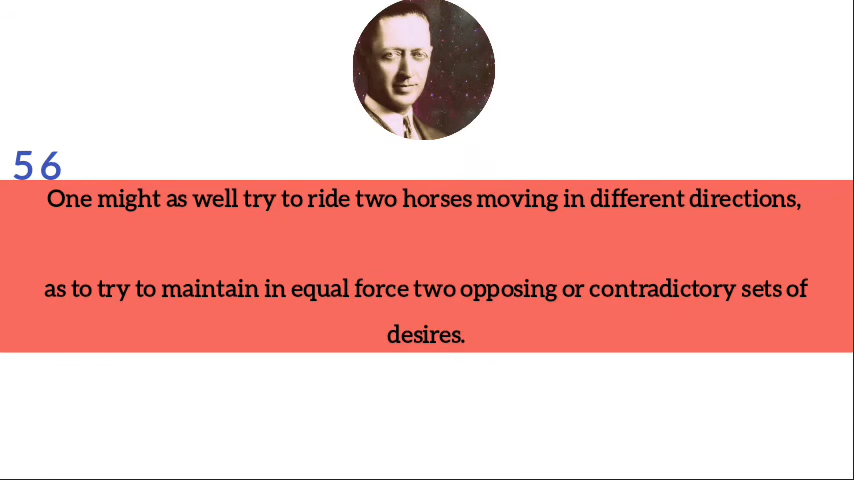 56
One might as well try to ride two horses moving in different directions,
as to try to maintain in equal force two opposing or contradictory sets of
desires.